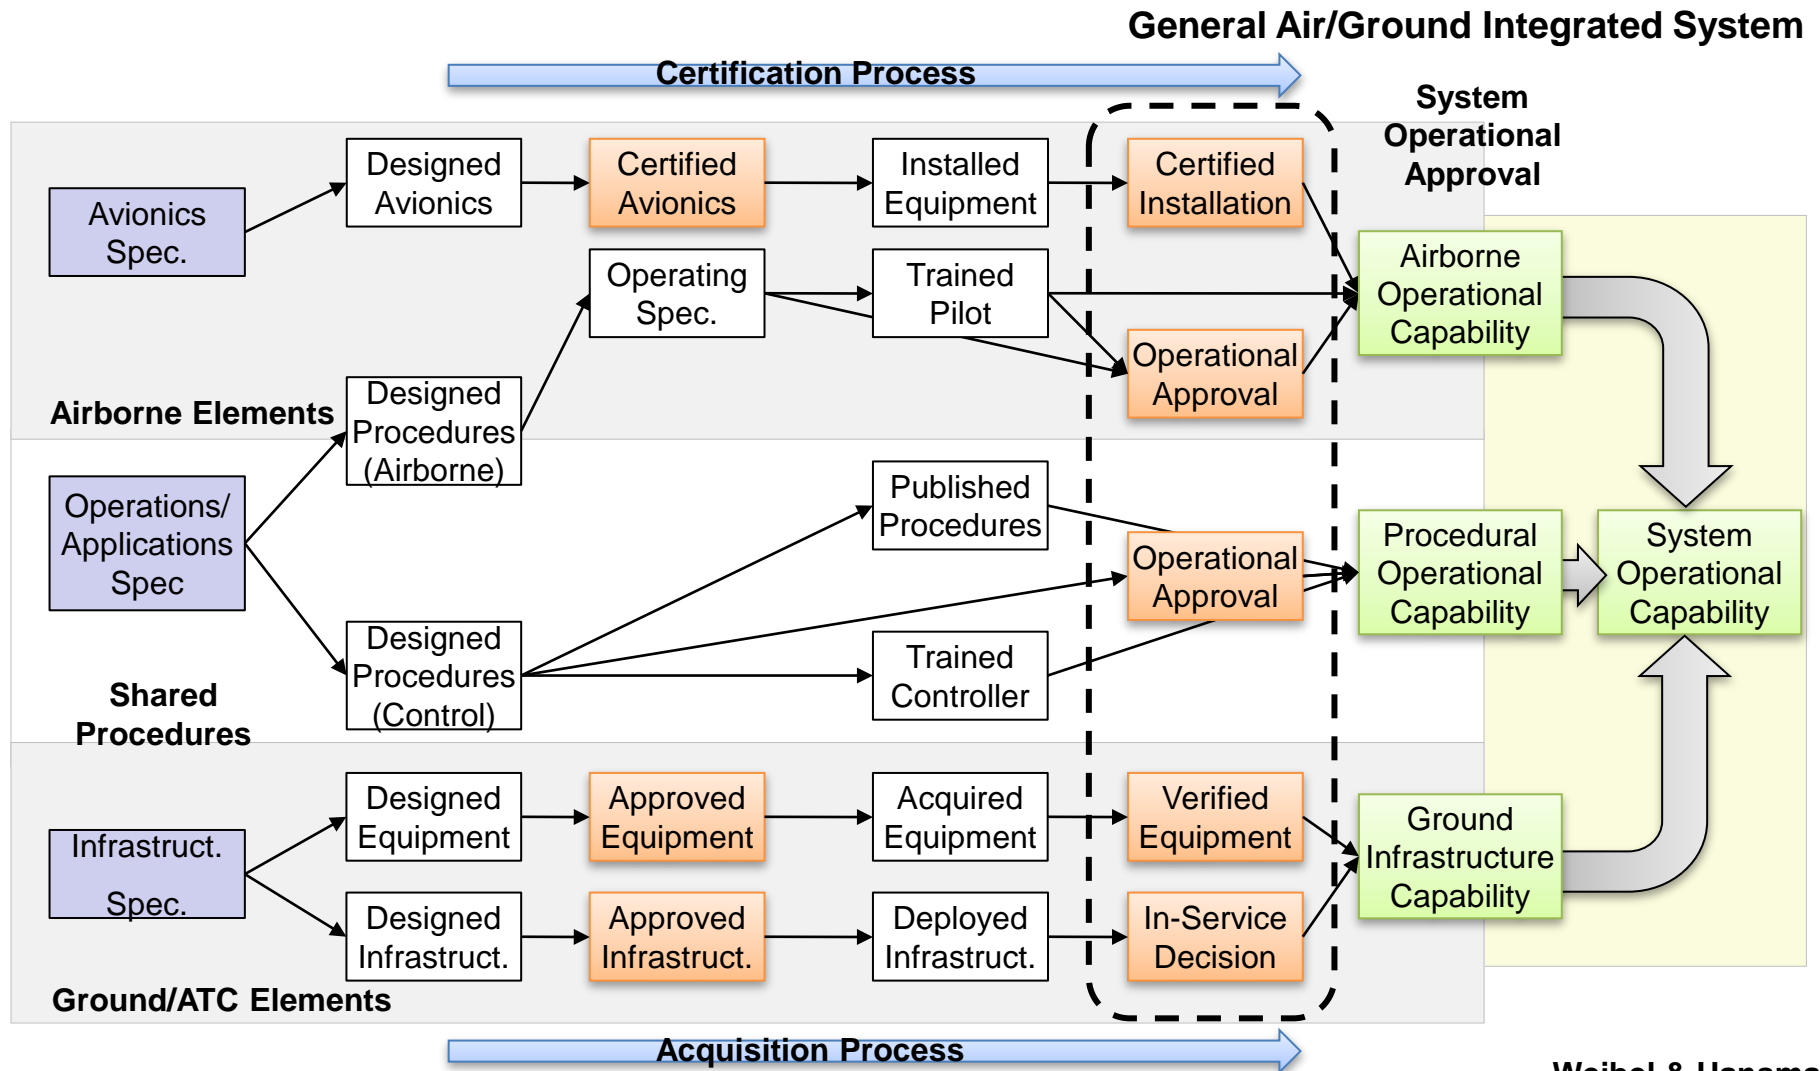 General Air/Ground Integrated System
Certification Process
System
Operational
Approval
Avionics
Spec.
Designed
Avionics
Certified
Avionics
Installed
Equipment
Certified
Installation
Operating
Spec.
Trained
Pilot
Operational
Approval
Airborne
Operational
Capability
Airborne Elements
Designed
Procedures
(Airborne)
Operations/
Applications
Spec
Published
Procedures
Operational
Approval
Procedural
Operational
Capability
System
Operational
Capability
Designed
Procedures
(Control)
Trained
Controller
Shared
Procedures
Infrastruct.
Spec.
Designed
Equipment
Approved
Equipment
Acquired
Equipment
Verified
Equipment
Ground
Infrastructure
Capability
Designed
Infrastruct.
Approved
Infrastruct.
Deployed
Infrastruct.
In-Service
Decision
Ground/ATC Elements
Acquisition Process
Weibel &